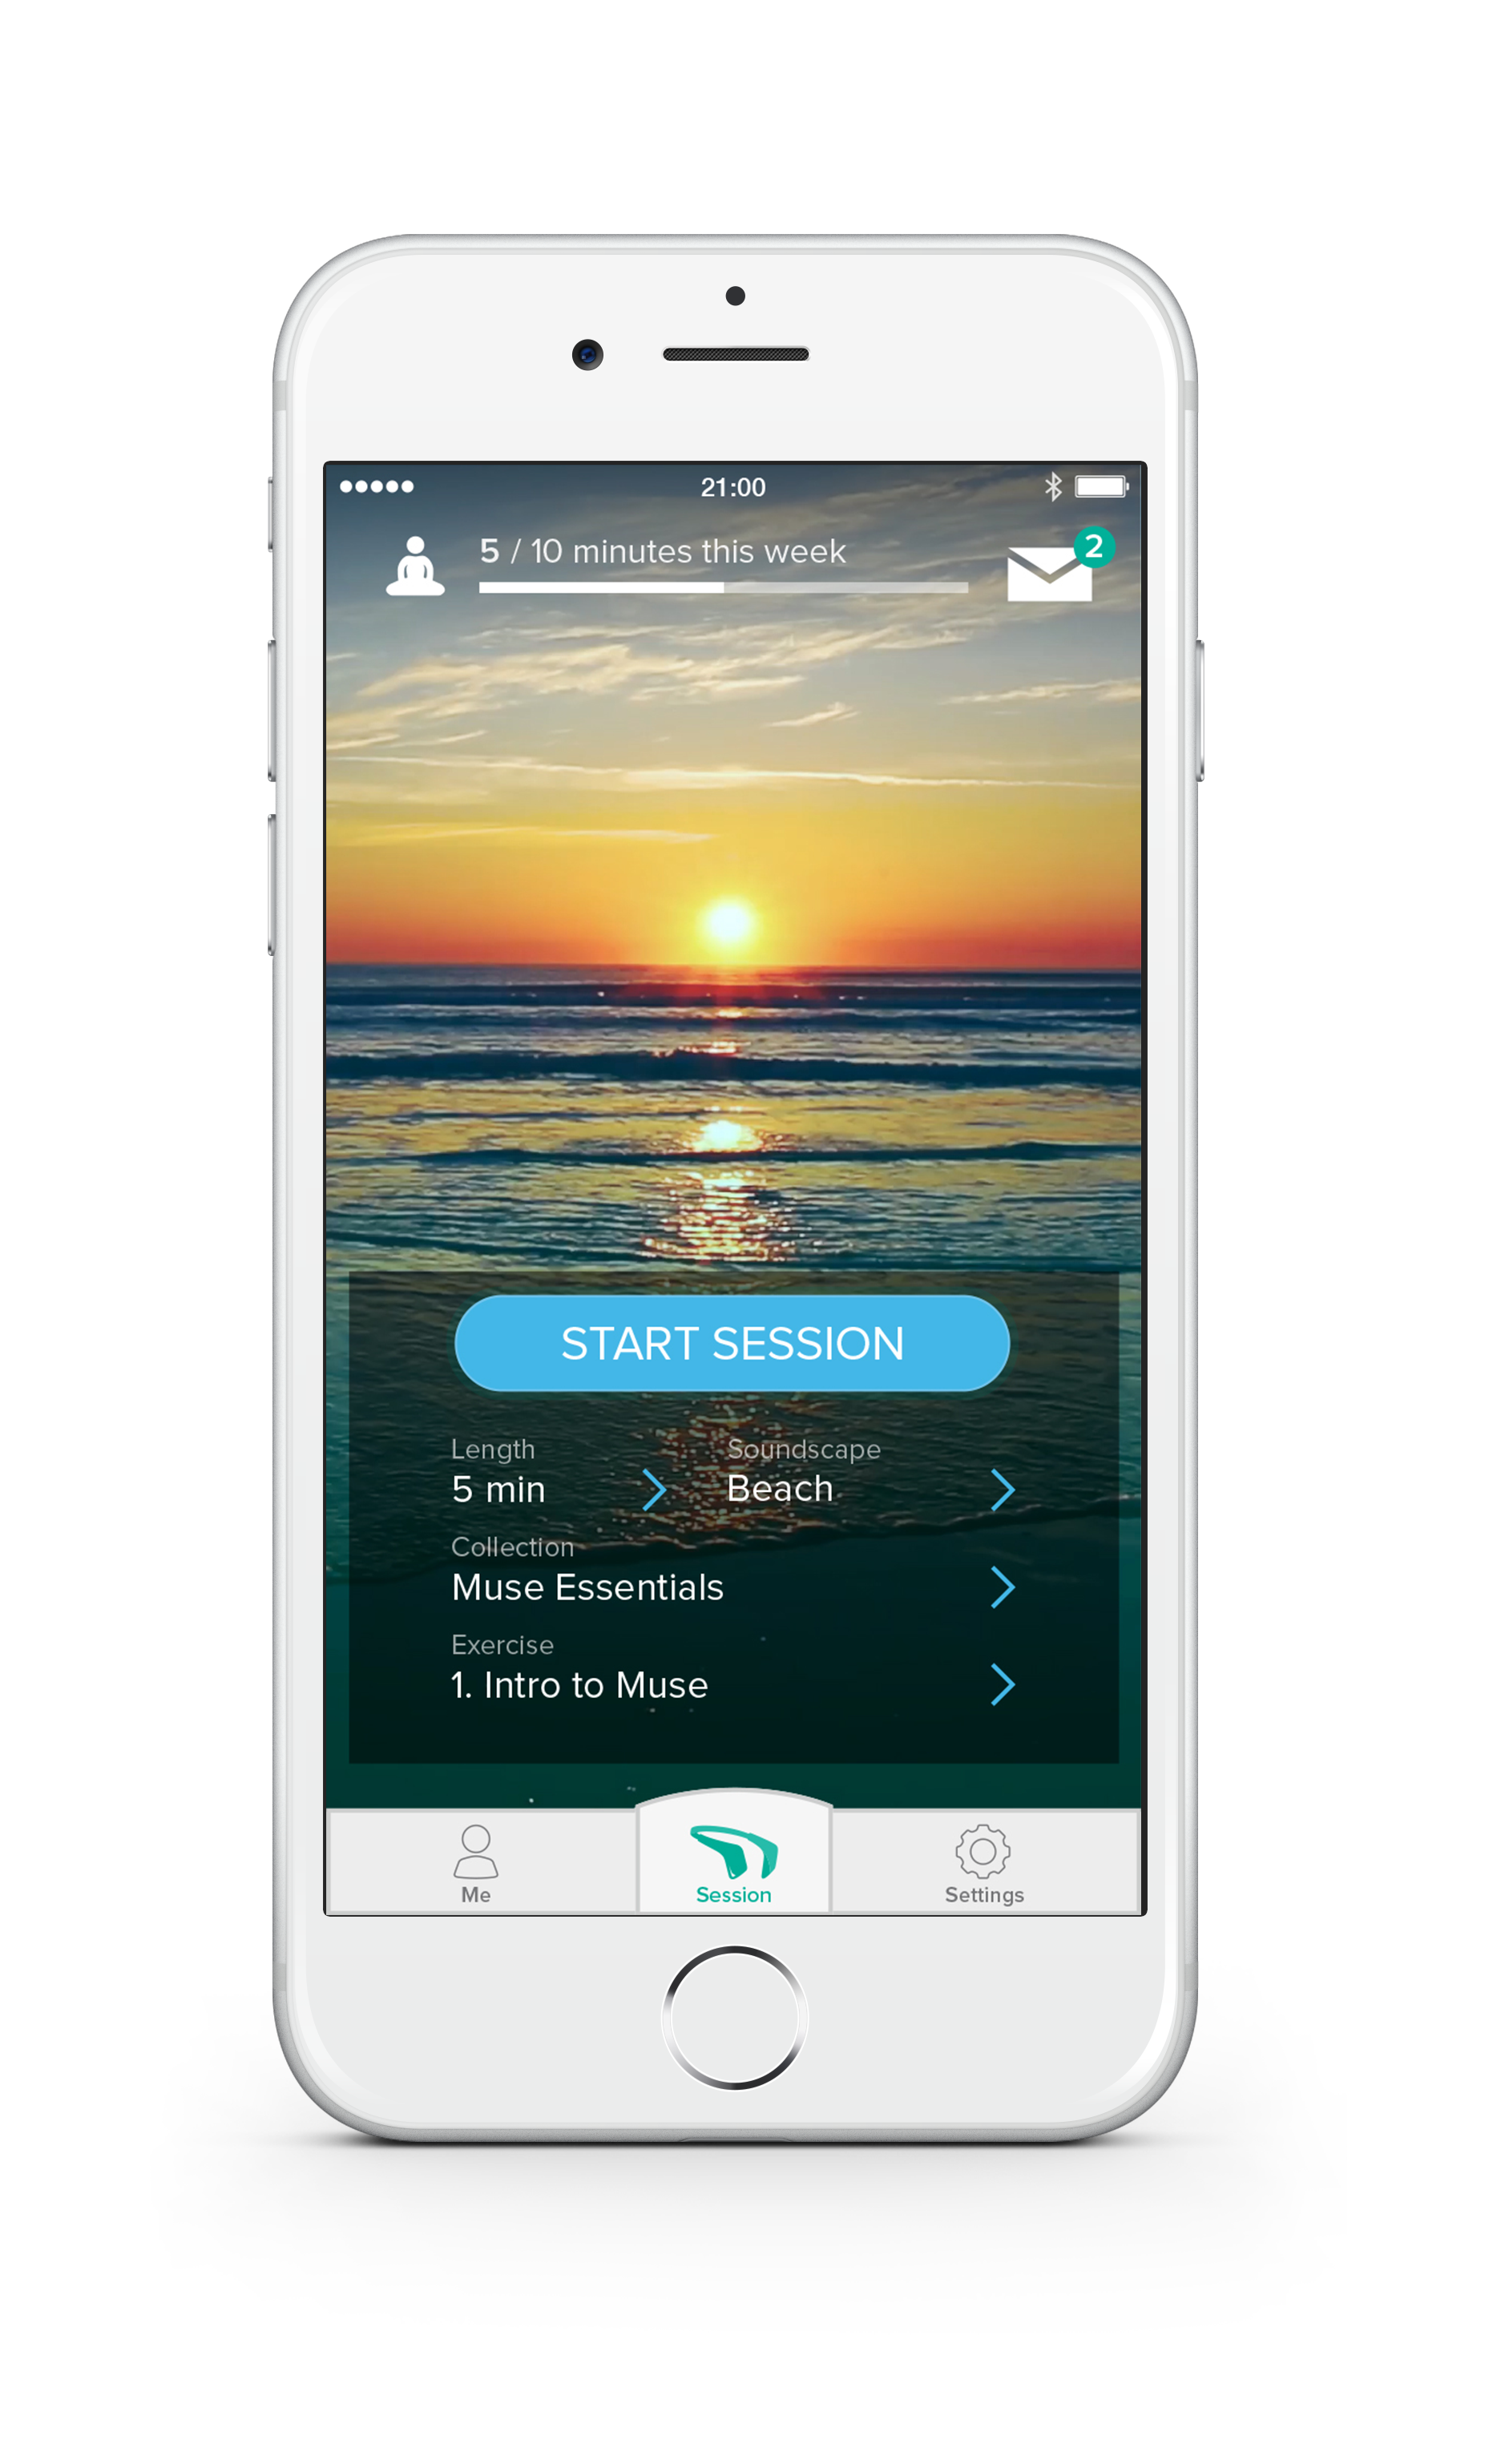 21:00
5 / 10 minutes this week
2
START SESSION
Length
5 min
Soundscape
Beach
Collection
Muse Essentials
Exercise
1. Intro to Muse
Me
Session
Settings